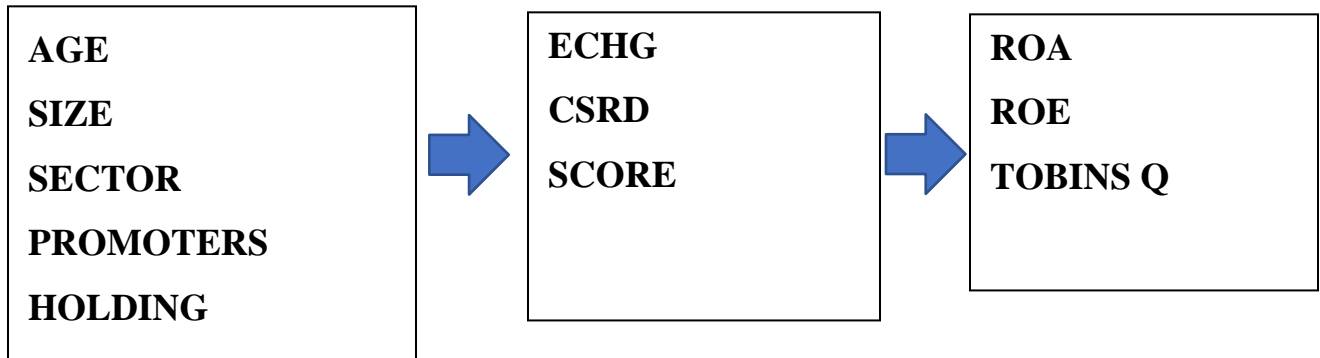 AGE
SIZE
SECTOR
PROMOTERS
HOLDING
ECHG
CSRD
SCORE
ROA
ROE
TOBINS Q